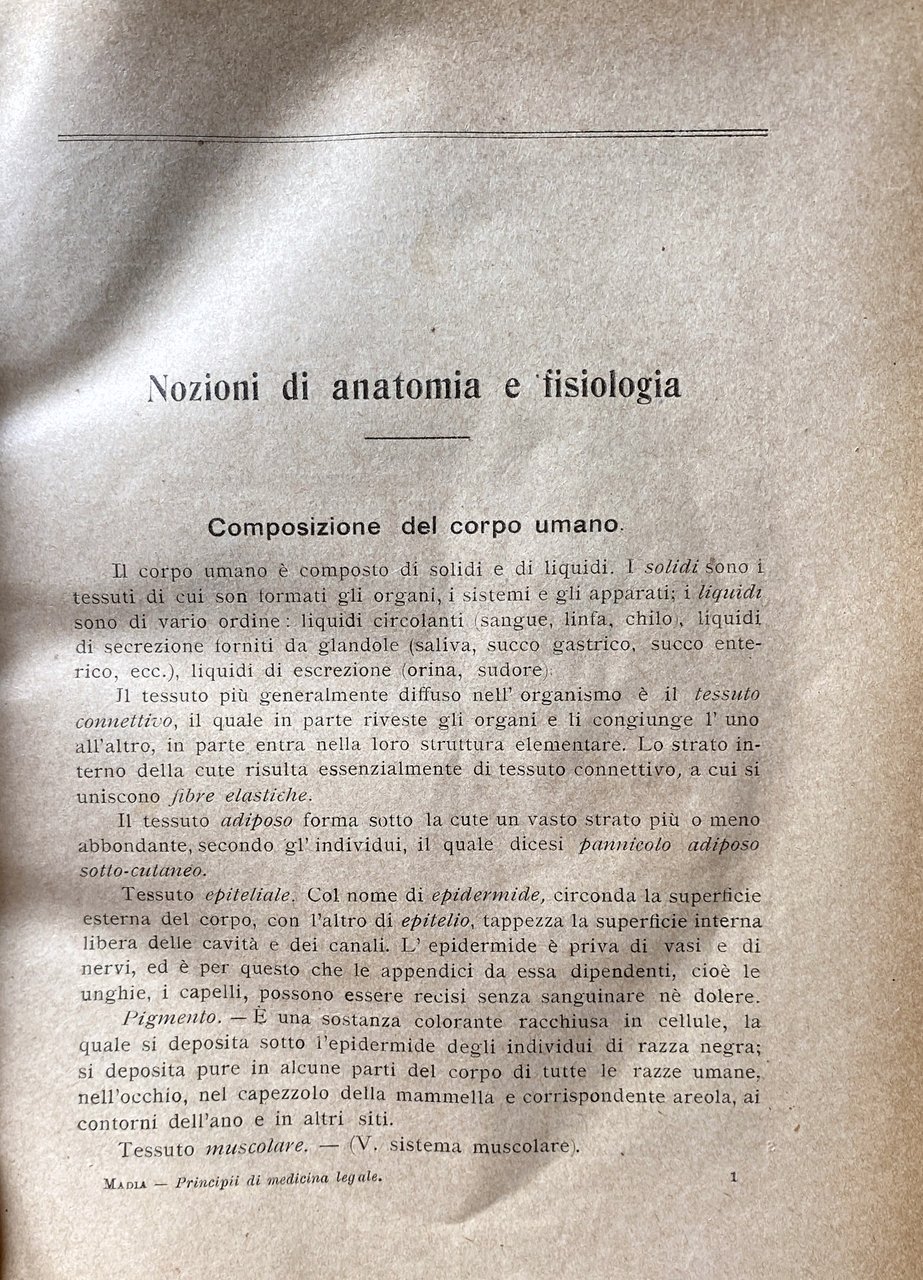 Nozioni di anatomia e fisiologia
Composizione del corpo umano.
Il corpo umano è composto di solidi e di liquidi. I solidi sono i
tessuti di cui son formati gli organi, i sistemi e gli apparati; i liquidi
sono di vario ordine: liquidi circolanti (sangue, linfa, chilo), liquidi
di secrezione forniti da glandole (saliva, succo gastrico, succo ente-
rico, ecc.), liquidi di escrezione (orina, sudore).
Il tessuto più generalmente diffuso nell' organismo è il tessuto
connettivo, il quale in parte riveste gli organi e li congiunge l' uno
all'altro, in parte entra nella loro struttura elementare. Lo strato in-
terno della cute risulta essenzialmente di tessuto connettivo, a cui si
uniscono fibre elastiche.
Il tessuto adiposo forma sotto la cute un vasto strato più o meno
abbondante, secondo gl' individui, il quale dicesi pannicolo adiposo
sotto-cutaneo.
Tessuto epiteliale. Col nome di epidermide, circonda la superficie
esterna del corpo, con l'altro di epitelio, tappezza la superficie interna
libera delle cavità e dei canali. L' epidermide è priva di vasi e di
nervi, ed è per questo che le appendici da essa dipendenti, cioè le
unghie, i capelli, possono essere recisi senza sanguinare nè dolere.
Pigmento. — È una sostanza colorante racchiusa in cellule, la
quale si deposita sotto l'epidermide degli individui di razza negra;
si deposita pure in alcune parti del corpo di tutte le razze umane,
nell'occhio, nel capezzolo della mammella e corrispondente areola, ai
contorni dell'ano e in altri siti.
Tessuto muscolare. — (V. sistema muscolare).
MADIA — Principii di medicina legale. 1